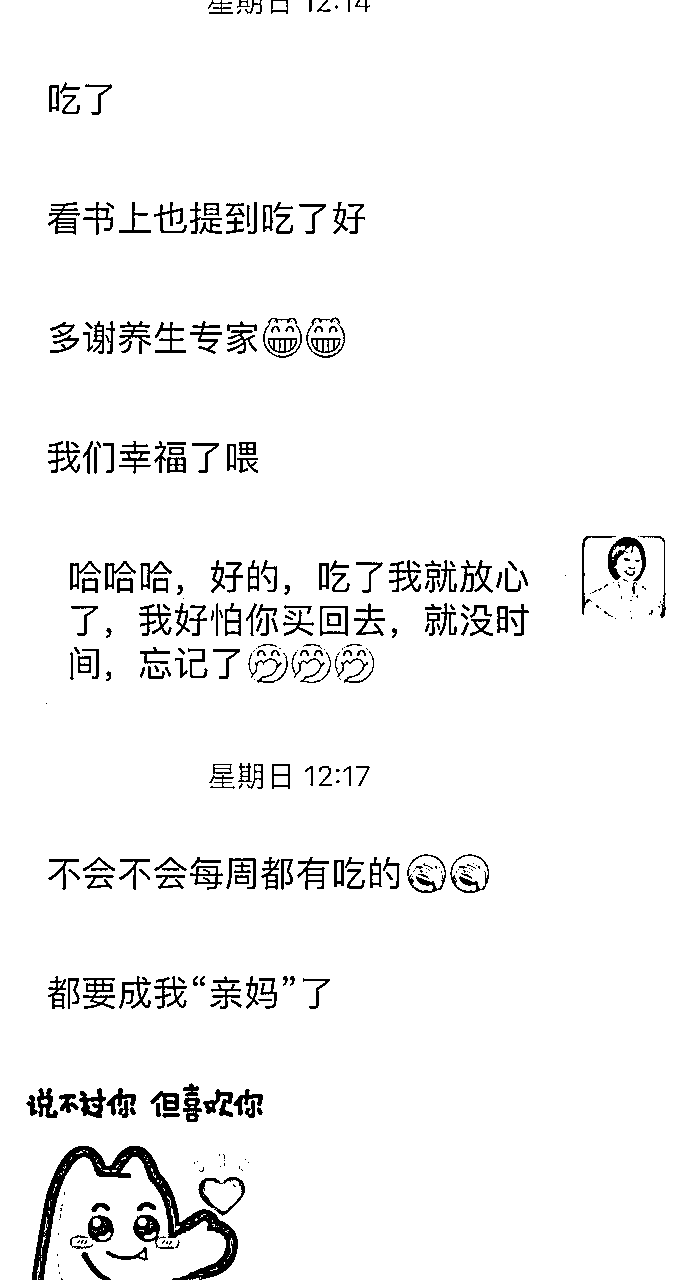 星期日 12:14
吃了
看书上也提到吃了好
多谢养生专家
我们幸福了喂
哈哈哈，好的，吃了我就放心
了，我好怕你买回去，就没时
间，忘记了
星期日 12:17
不会不会每周都有吃的
都要成我“亲妈”了
说不过你 但喜欢你